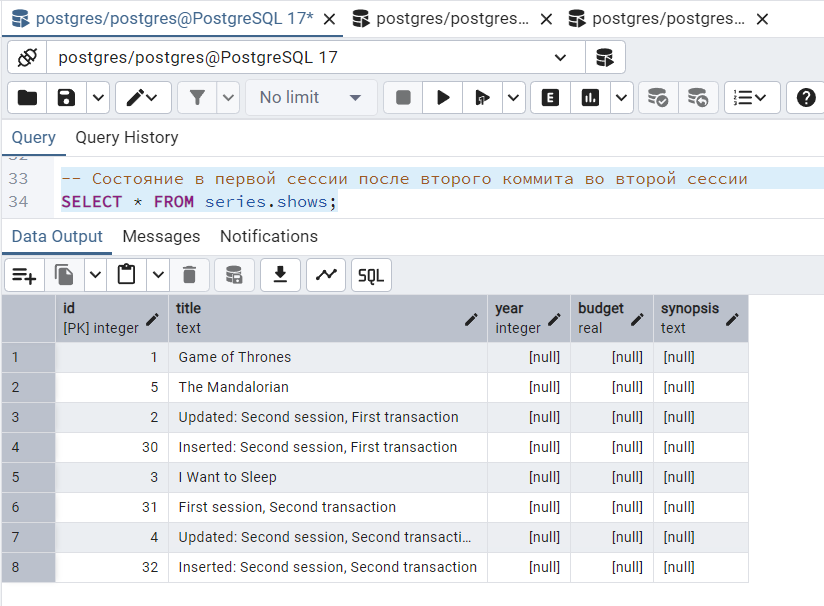 postgres/postgres@PostgreSQL 17* postgres/postgres... postgres/postgres...
postgres/postgres@PostgreSQL 17
No limit
Query Query History
32
33 -- Состояние в первой сессии после второго коммита во второй сессии
34 SELECT * FROM series.shows;
Data Output Messages Notifications
SQL
id title year budget synopsis
[PK] integer text integer real text
1 1 Game of Thrones [null] [null] [null]
2 5 The Mandalorian [null] [null] [null]
3 2 Updated: Second session, First transaction [null] [null] [null]
4 30 Inserted: Second session, First transaction [null] [null] [null]
5 3 I Want to Sleep [null] [null] [null]
6 31 First session, Second transaction [null] [null] [null]
7 4 Updated: Second session, Second transacti... [null] [null] [null]
8 32 Inserted: Second session, Second transaction [null] [null] [null]